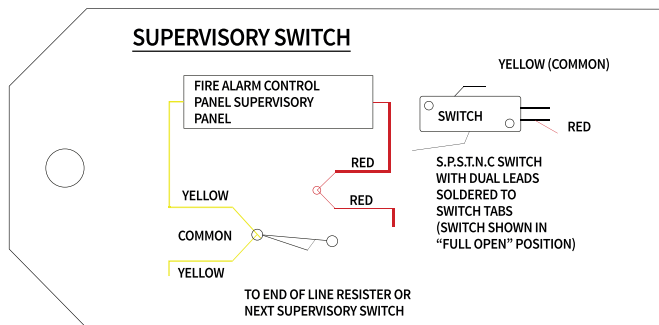 SUPERVISORY SWITCH
YELLOW (COMMON)
FIRE ALARM CONTROL
PANEL SUPERVISORY
PANEL
SWITCH
RED
RED
S.P.S.T.N.C SWITCH
WITH DUAL LEADS
SOLDERED TO
SWITCH TABS
(SWITCH SHOWN IN
“FULL OPEN” POSITION)
YELLOW
RED
COMMON
YELLOW
TO END OF LINE RESISTER OR
NEXT SUPERVISORY SWITCH